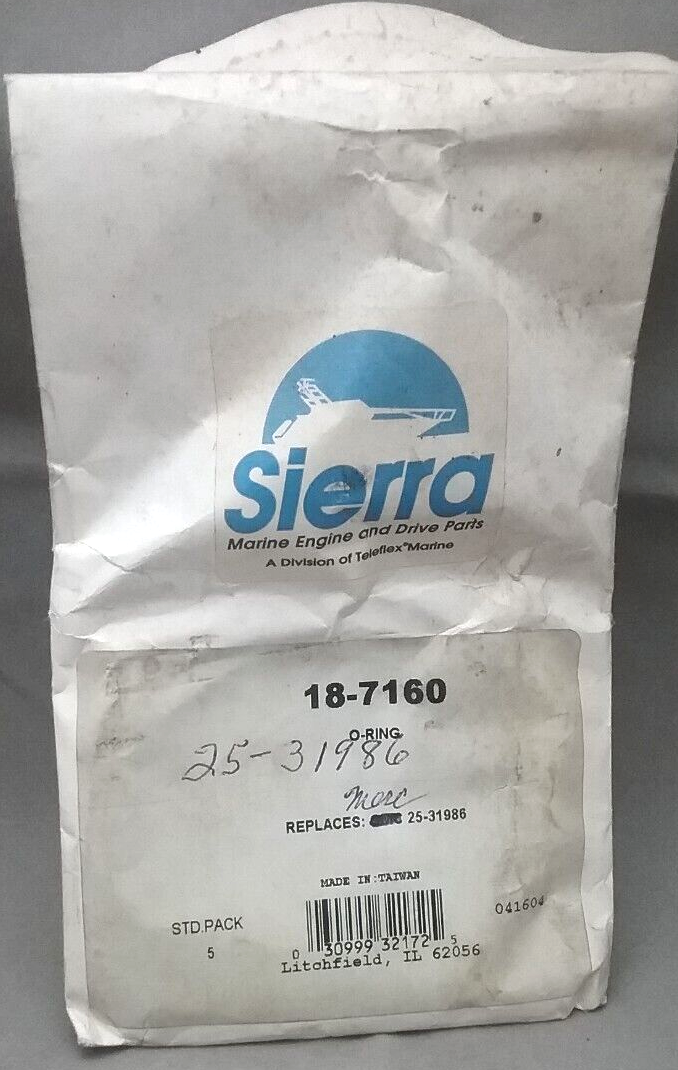 Sierra
Marine Engine and Drive Parts
A Division of Teleflex® Marine
18-7160
O-RING
25-31986
Merc
REPLACES: 25-31986
MADE IN:TAIWAN
STD.PACK
5
041604
0 30999 32172 5
Litchfield, IL 62056